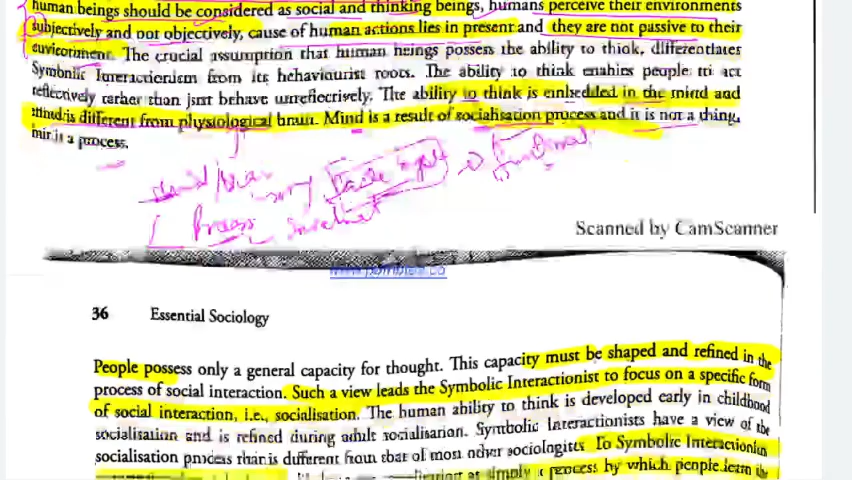 human beings should be considered as social and thinking beings, humans perceive their environments
subjectively and not objectively, cause of human actions lies in present and they are not passive to their
environment. The crucial assumption that human beings possess the ability to think, differentiates
Symbolic Interactionism from its behaviourist roots. The ability to think enables people to act
reflectively rather than just behave unreflectively. The ability to think is embedded in the mind and
mind is different from physiological brain. Mind is a result of socialisation process and it is not a thing,
but is a process.
Process
Scanned by CamScanner
36 Essential Sociology
People possess only a general capacity for thought. This capacity must be shaped and refined in the
process of social interaction. Such a view leads the Symbolic Interactionist to focus on a specific form
of social interaction, i.e., socialisation. The human ability to think is developed early in childhood
socialisation and is refined during adult socialisation. Symbolic Interactionists have a view of the
socialisation process that is different from that of most other sociologists. To Symbolic Interactionists
simply a process by which people learn the